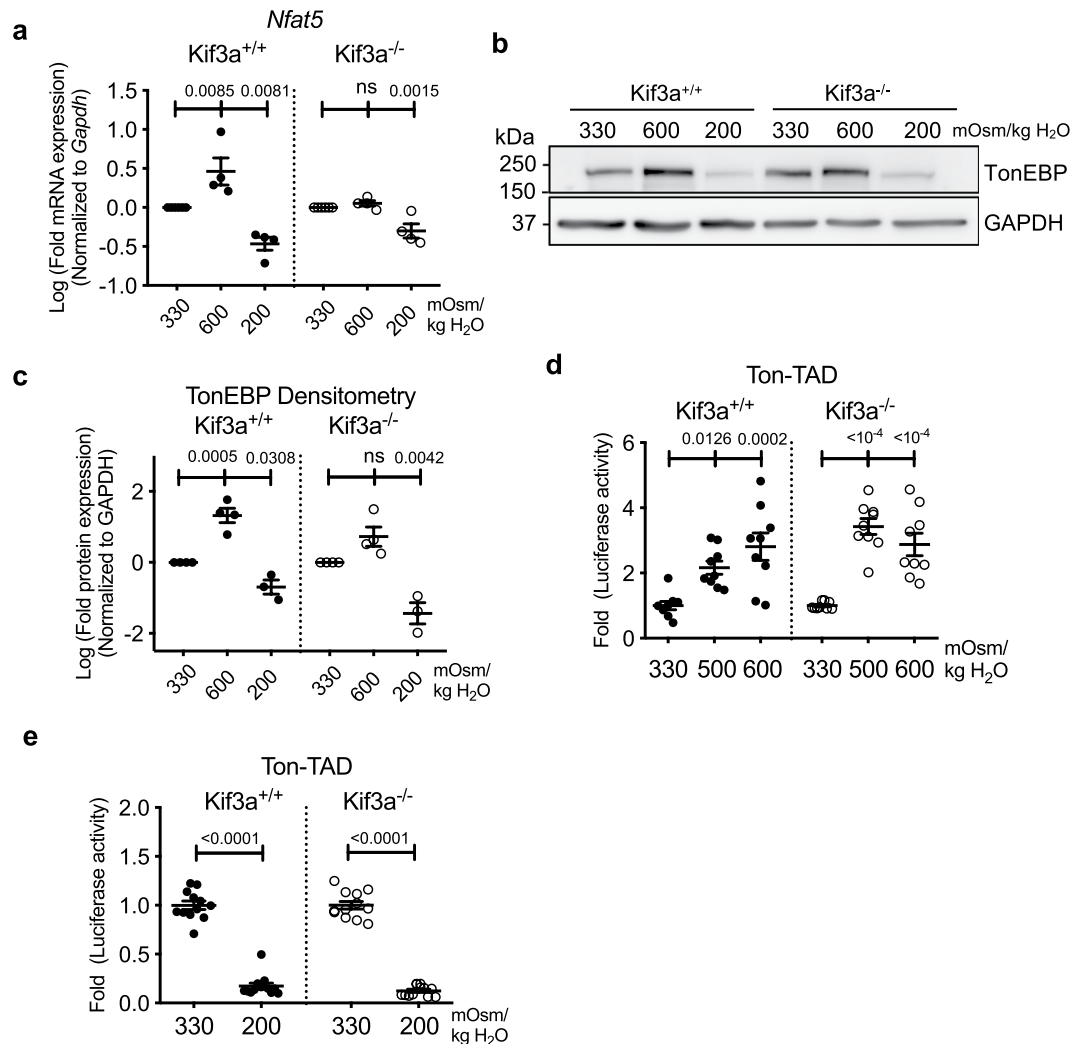 a
Nfat5
Kif3a+/+ Kif3a-/-
0.0085 0.0081 ns 0.0015
Log (Fold mRNA expression)
(Normalized to Gapdh)
1.5
1.0
0.5
0.0
-0.5
-1.0
330 600 200 330 600 200 mOsm/
kg H2O
b
Kif3a+/+ Kif3a-/-
kDa 330 600 200 330 600 200 mOsm/kg H2O
250
150
TonEBP
37
GAPDH
c
TonEBP Densitometry
Kif3a+/+ Kif3a-/-
0.0005 0.0308 ns 0.0042
Log (Fold protein expression)
(Normalized to GAPDH)
2
0
-2
330 600 200 330 600 200 mOsm/
kg H2O
d
Ton-TAD
Kif3a+/+ Kif3a-/-
0.0126 0.0002 <10-4 <10-4
Fold (Luciferase activity)
6
4
2
0
330 500 600 330 500 600 mOsm/
kg H2O
e
Ton-TAD
Kif3a+/+ Kif3a-/-
<0.0001 <0.0001
Fold (Luciferase activity)
2.0
1.5
1.0
0.5
0.0
330 200 330 200 mOsm/
kg H2O